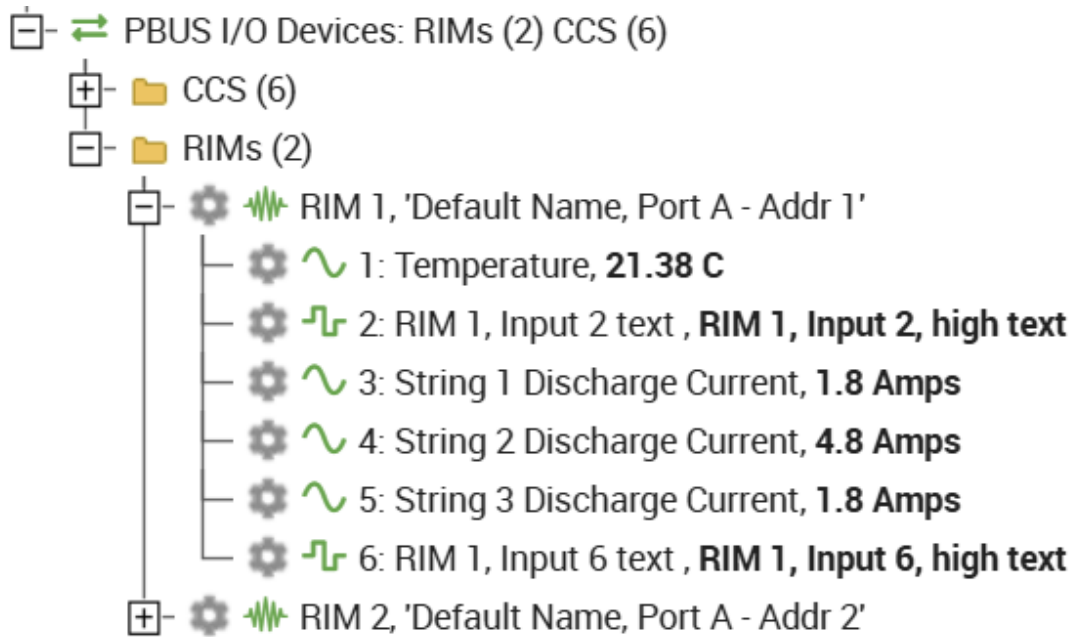 PBUS I/O Devices: RIMs (2) CCS (6)
CCS (6)
RIMs (2)
RIM 1, 'Default Name, Port A - Addr 1'
1: Temperature, 21.38 C
2: RIM 1, Input 2 text , RIM 1, Input 2, high text
3: String 1 Discharge Current, 1.8 Amps
4: String 2 Discharge Current, 4.8 Amps
5: String 3 Discharge Current, 1.8 Amps
6: RIM 1, Input 6 text , RIM 1, Input 6, high text
RIM 2, 'Default Name, Port A - Addr 2'